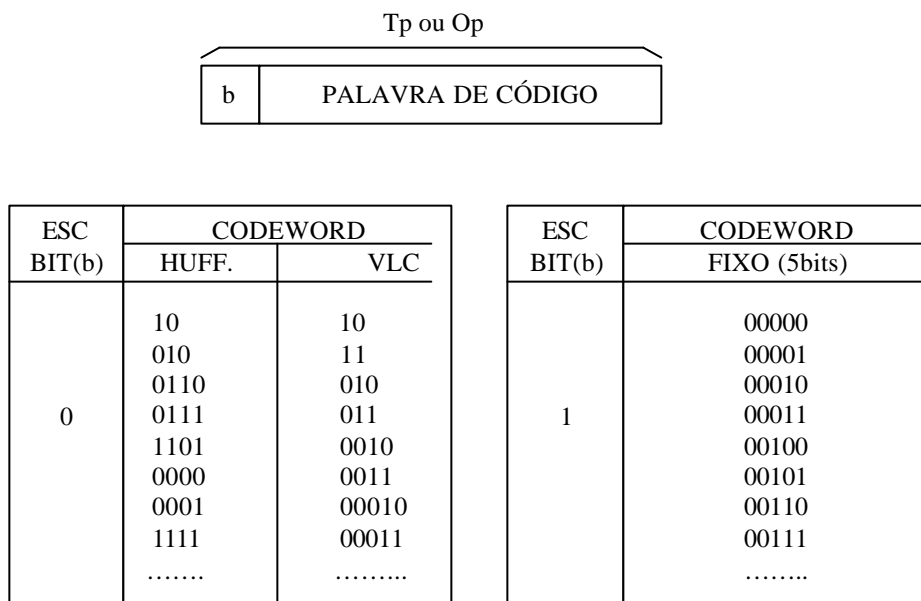 Tp ou Op
b PALAVRA DE CÓDIGO
ESC CODEWORD
BIT(b) HUFF. VLC
10 10
010 11
0110 010
0 0111 011
1101 0010
0000 0011
0001 00010
1111 00011
……. ……...
ESC CODEWORD
BIT(b) FIXO (5bits)
00000
00001
00010
1 00011
00100
00101
00110
00111
……..